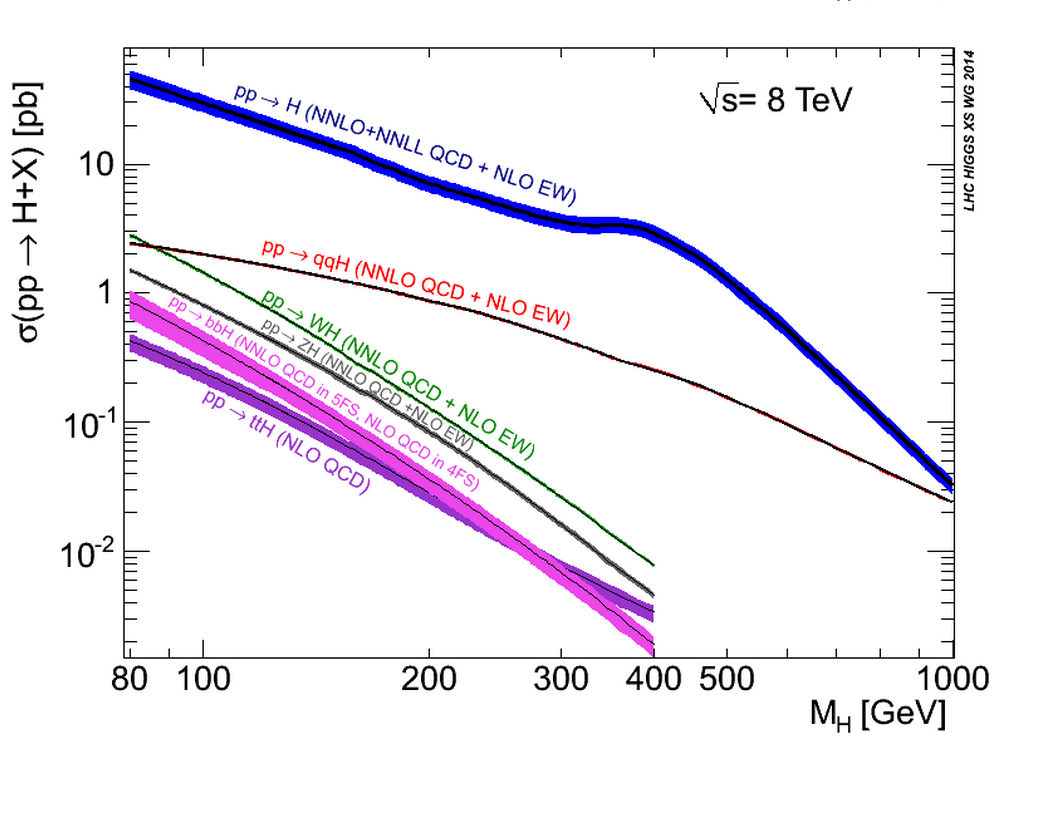 σ(pp → H+X) [pb]
√s= 8 TeV
LHC HIGGS XS WG 2014
pp → H (NNLO+NNLL QCD + NLO EW)
pp → qqH (NNLO QCD + NLO EW)
pp → WH (NNLO QCD + NLO EW)
pp → ZH (NNLO QCD +NLO EW)
pp → bbH (NNLO QCD in 5FS, NLO QCD in 4FS)
pp → ttH (NLO QCD)
10
1
10⁻¹
10⁻²
80 100 200 300 400 500 1000
M_H [GeV]